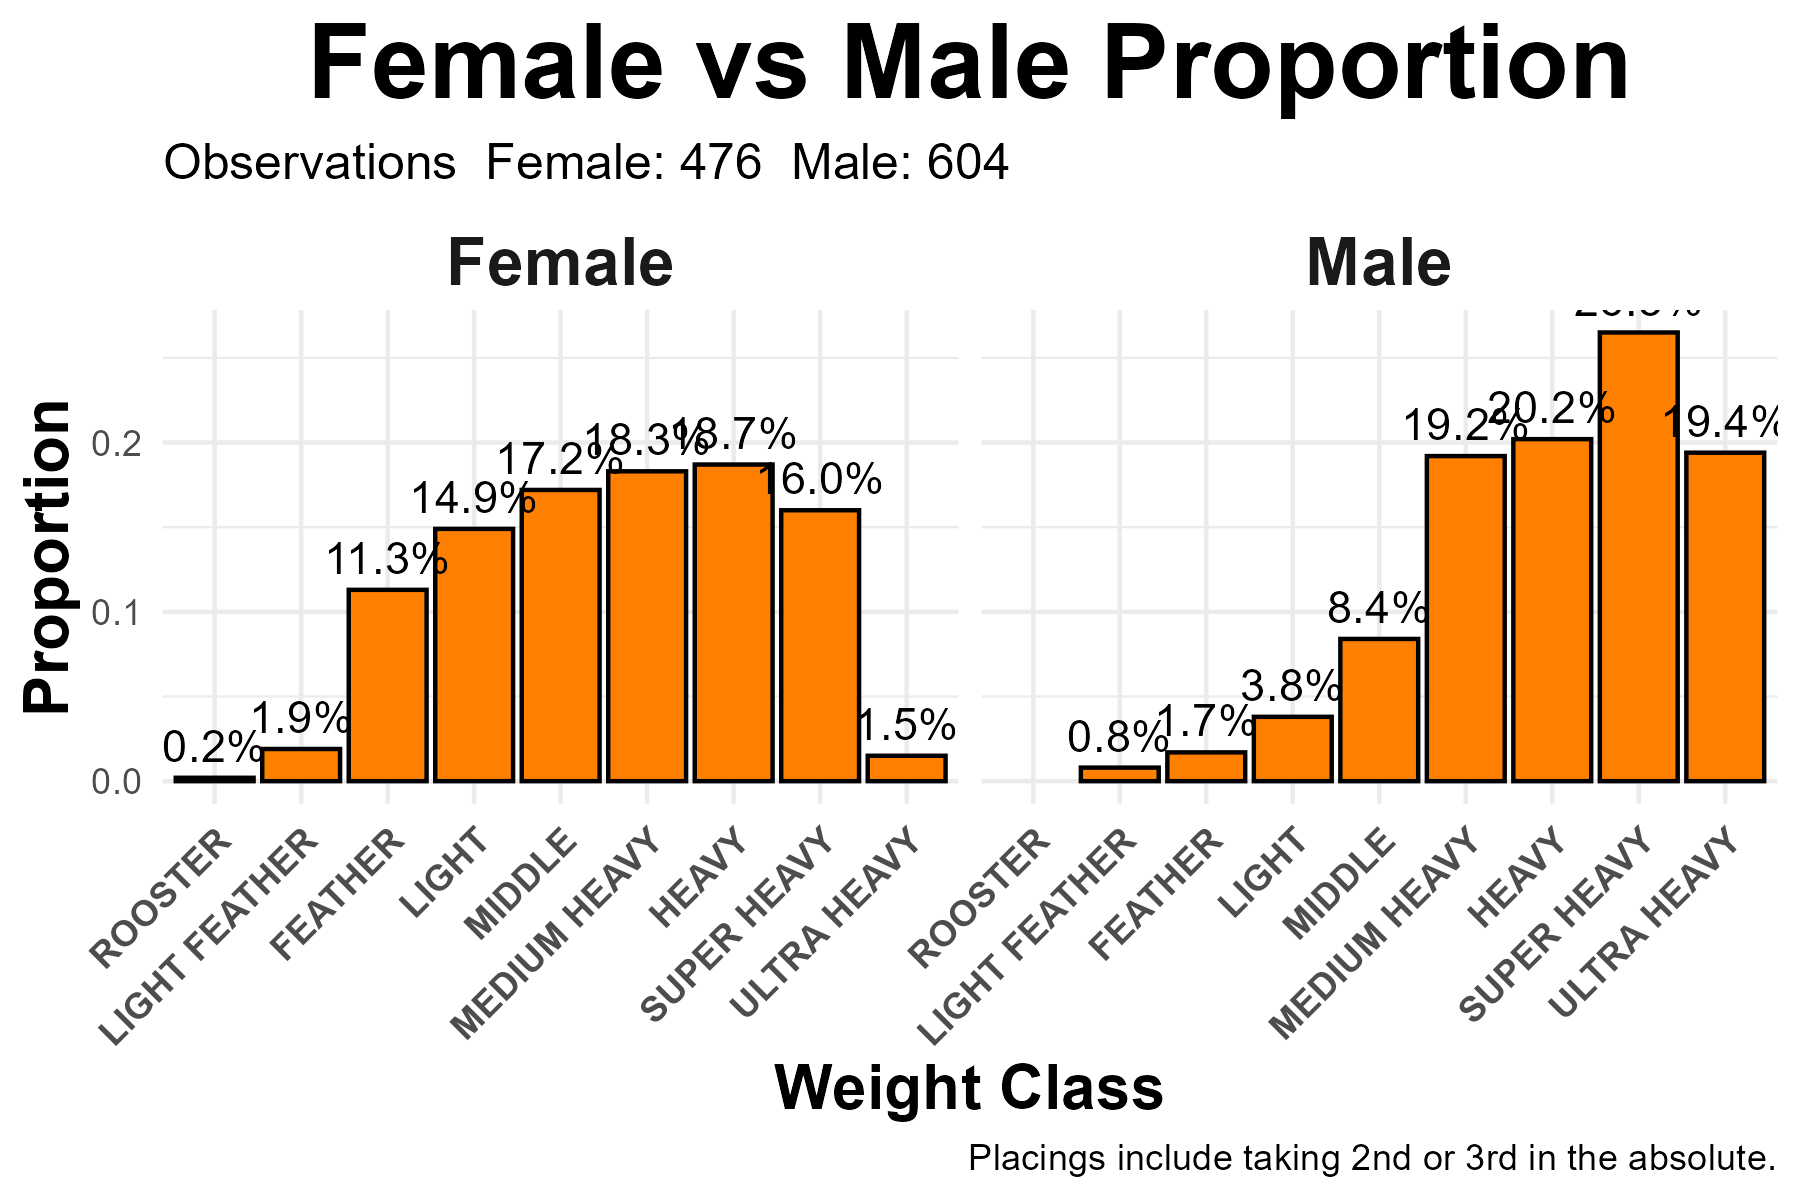 Female vs Male Proportion
Observations  Female: 476  Male: 604
Female
Male
Proportion
0.2
0.1
0.0
0.2%
1.9%
11.3%
14.9%
17.2%
18.3%
18.7%
16.0%
1.5%
0.8%
1.7%
3.8%
8.4%
19.2%
20.2%
19.4%
ROOSTER
LIGHT FEATHER
FEATHER
LIGHT
MIDDLE
MEDIUM HEAVY
HEAVY
SUPER HEAVY
ULTRA HEAVY
ROOSTER
LIGHT FEATHER
FEATHER
LIGHT
MIDDLE
MEDIUM HEAVY
HEAVY
SUPER HEAVY
ULTRA HEAVY
Weight Class
Placings include taking 2nd or 3rd in the absolute.